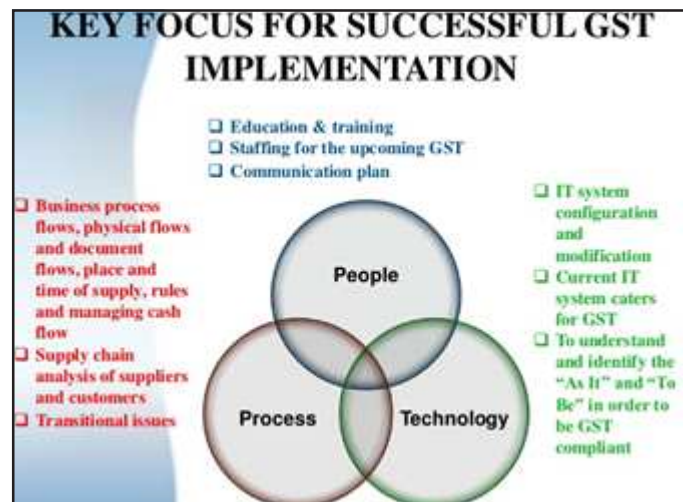 KEY FOCUS FOR SUCCESSFUL GST
IMPLEMENTATION
❑ Education & training
❑ Staffing for the upcoming GST
❑ Communication plan
❑ Business process
flows, physical flows
and document
flows, place and
time of supply, rules
and managing cash
flow
❑ Supply chain
analysis of suppliers
and customers
❑ Transitional issues
❑ IT system
configuration
and
modification
❑ Current IT
system caters
for GST
❑ To understand
and identify the
“As It” and “To
Be” in order to
be GST
compliant
People
Process
Technology